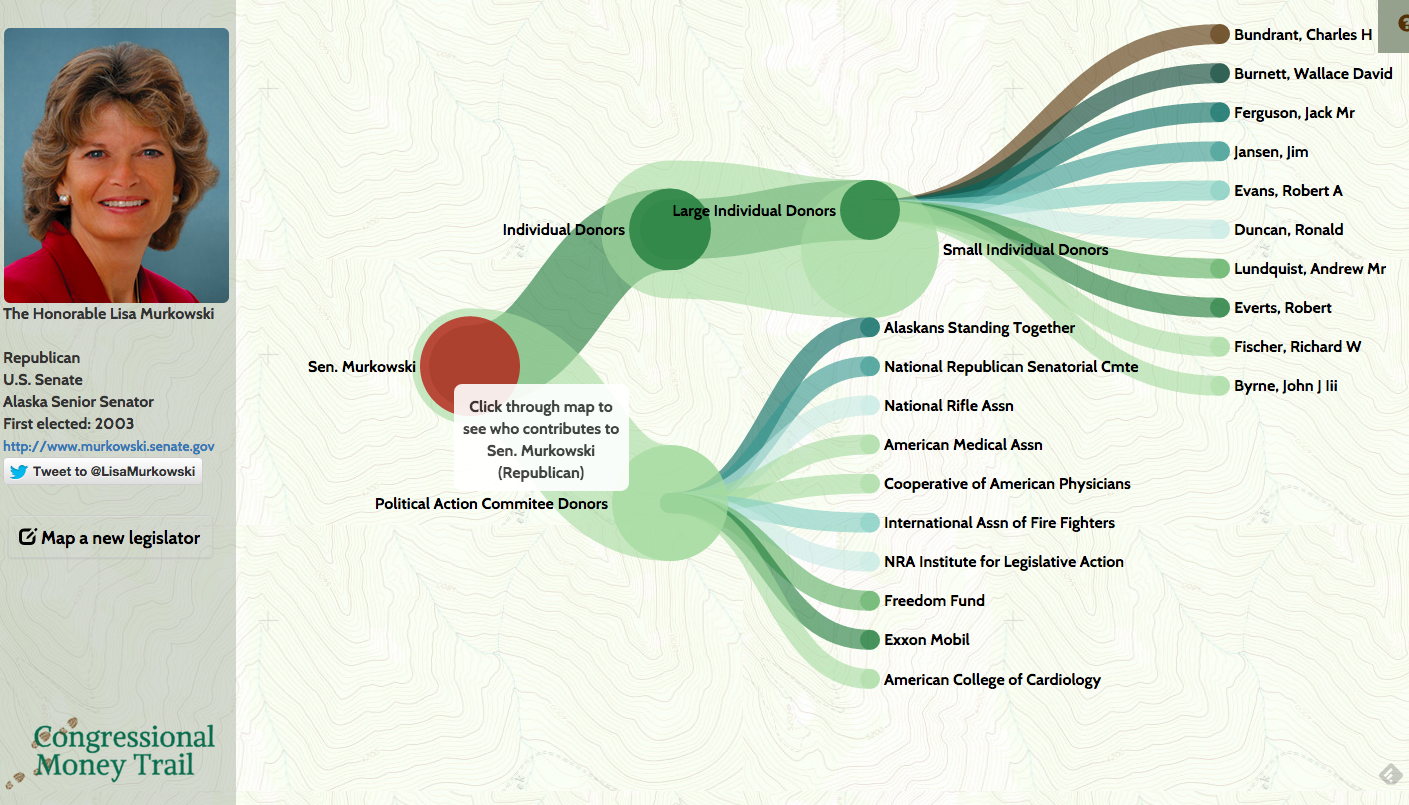 The Honorable Lisa Murkowski
Republican
U.S. Senate
Alaska Senior Senator
First elected: 2003
http://www.murkowski.senate.gov
Tweet to @LisaMurkowski
Map a new legislator
Congressional
Money Trail
Sen. Murkowski
Click through map to
see who contributes to
Sen. Murkowski
(Republican)
Individual Donors
Large Individual Donors
Small Individual Donors
Political Action Commitee Donors
Bundrant, Charles H
Burnett, Wallace David
Ferguson, Jack Mr
Jansen, Jim
Evans, Robert A
Duncan, Ronald
Lundquist, Andrew Mr
Everts, Robert
Fischer, Richard W
Byrne, John J Iii
Alaskans Standing Together
National Republican Senatorial Cmte
National Rifle Assn
American Medical Assn
Cooperative of American Physicians
International Assn of Fire Fighters
NRA Institute for Legislative Action
Freedom Fund
Exxon Mobil
American College of Cardiology